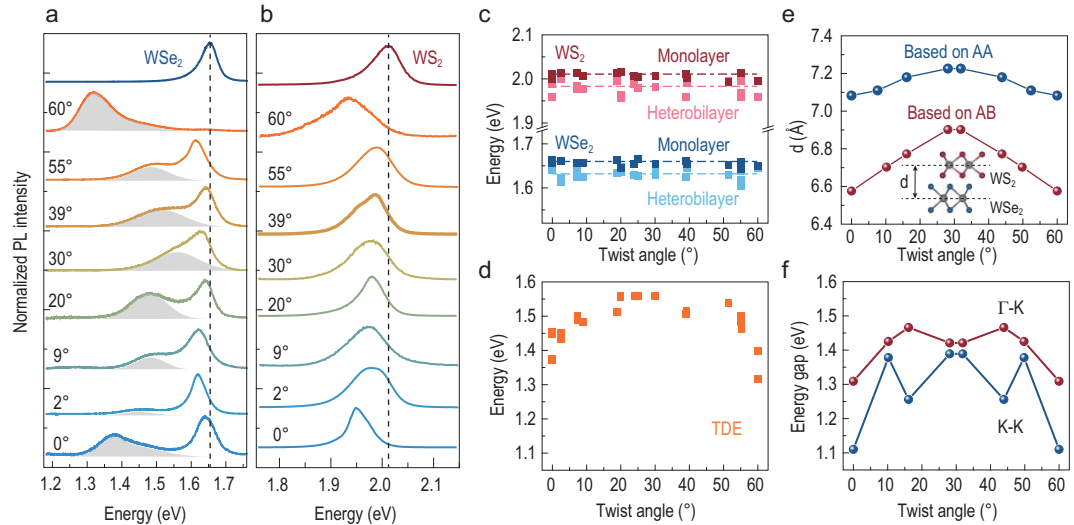 a
WSe2
60°
55°
39°
30°
20°
9°
2°
0°
Normalized PL intensity
1.2 1.3 1.4 1.5 1.6 1.7
Energy (eV)
b
WS2
60°
55°
39°
30°
20°
9°
2°
0°
1.8 1.9 2.0 2.1
Energy (eV)
c
2.1
2.0
1.9
1.7
1.6
Energy (eV)
WS2
Monolayer
Heterobilayer
WSe2
Monolayer
Heterobilayer
0 10 20 30 40 50 60
Twist angle (°)
d
1.6
1.5
1.4
1.3
1.2
Energy (eV)
TDE
0 10 20 30 40 50 60
Twist angle (°)
e
7.4
7.2
7.0
6.8
6.6
6.4
d (Å)
Based on AA
Based on AB
d
WS2
WSe2
0 10 20 30 40 50 60
Twist angle (°)
f
1.6
1.5
1.4
1.3
1.2
1.1
1.0
Energy gap (eV)
Γ-K
K-K
0 10 20 30 40 50 60
Twist angle (°)